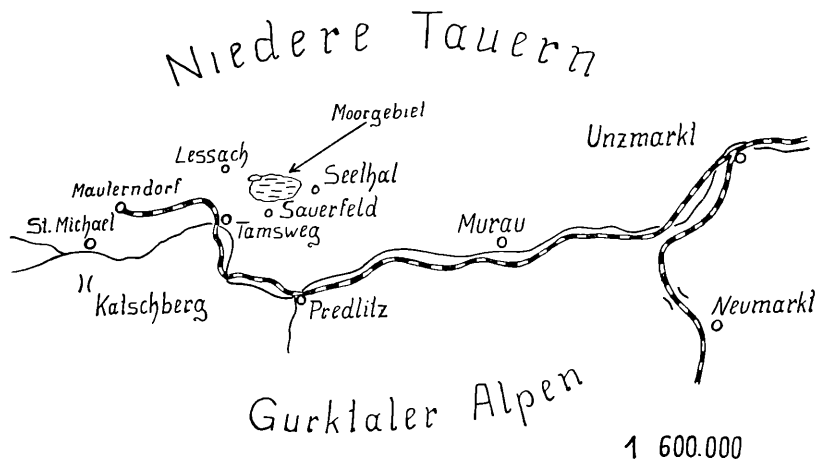 Niedere Tauern
Moorgebiet
Unzmarkt
Lessach
Seethal
Mauterndorf
Sauerfeld
St. Michael
Tamsweg
Murau
Katschberg
Predlitz
Neumarkt
Gurktaler Alpen
1 600.000